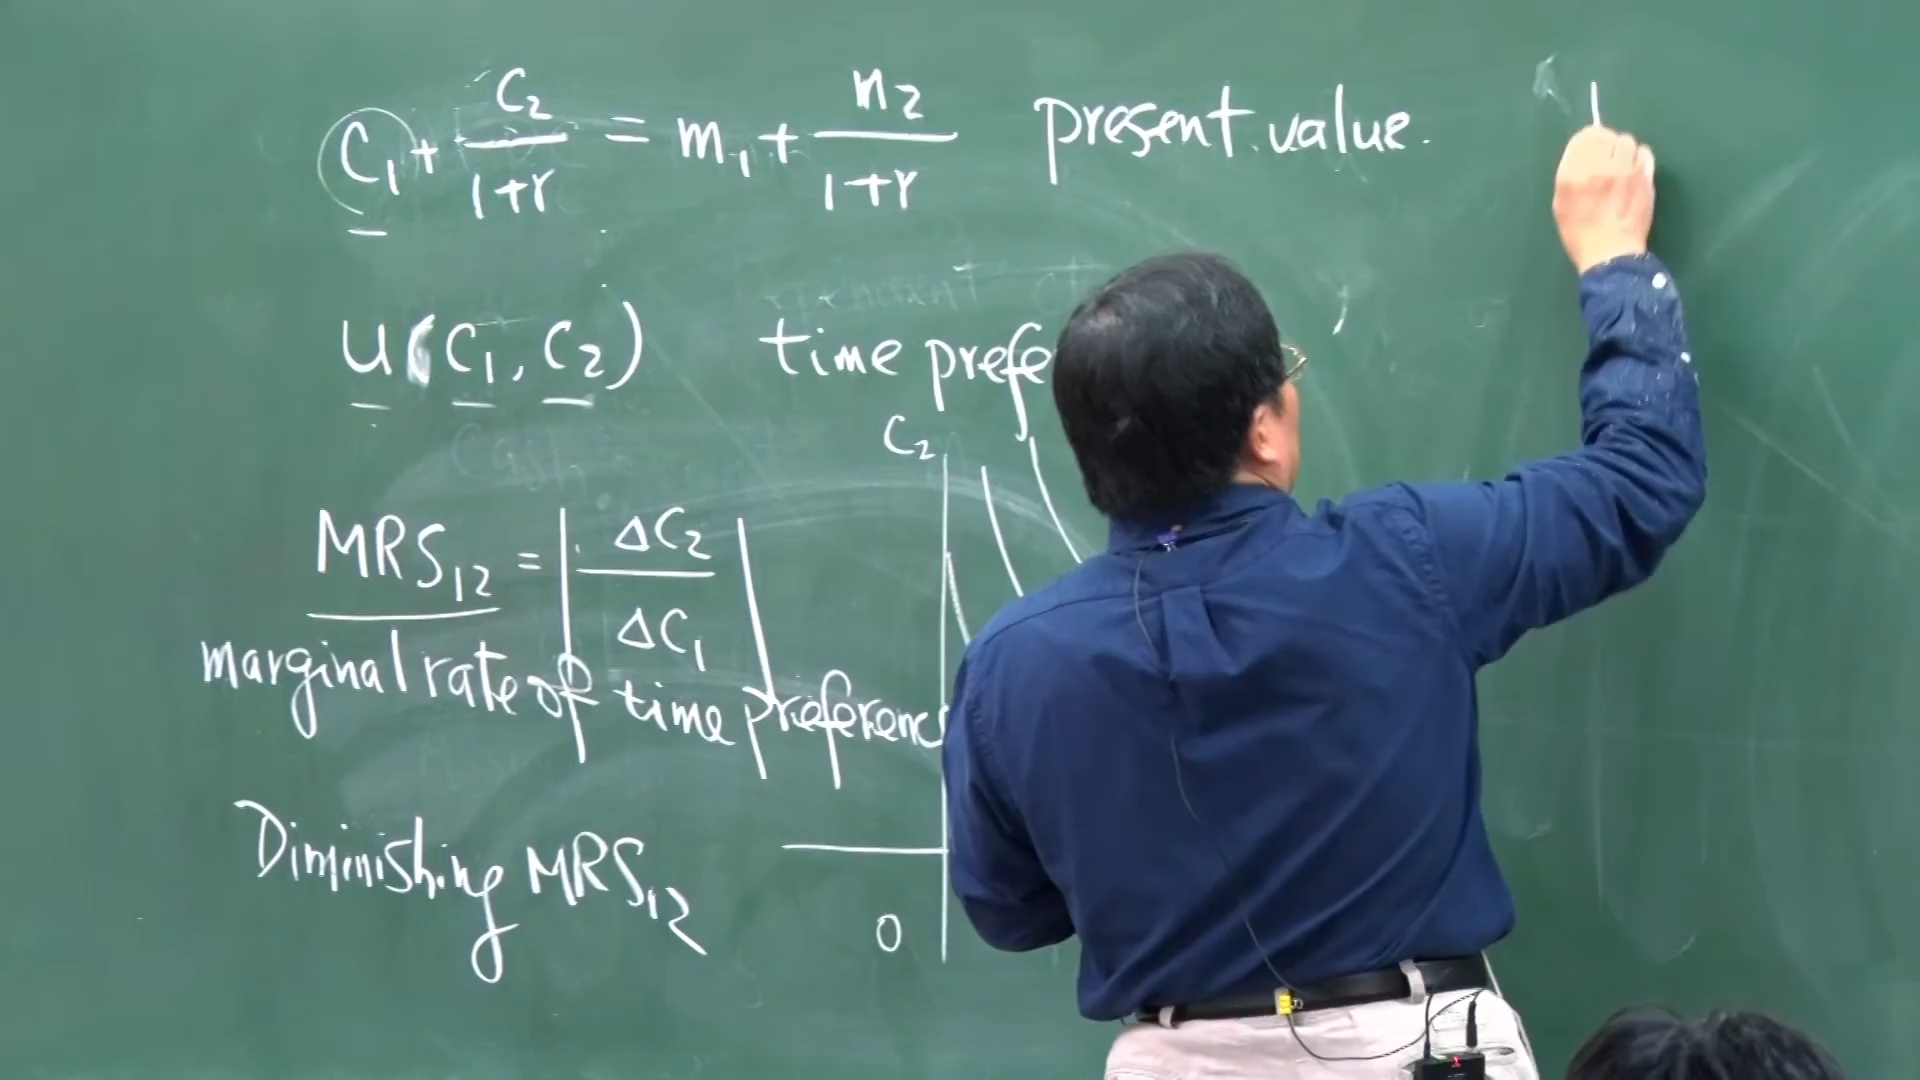 C₁ + C₂/(1+r) = m₁ + m₂/(1+r) present value.
U(C₁, C₂) time prefe
C₂
MRS₁₂ = |ΔC₂/ΔC₁|
marginal rate of time preferenc
Diminishing MRS₁₂
0